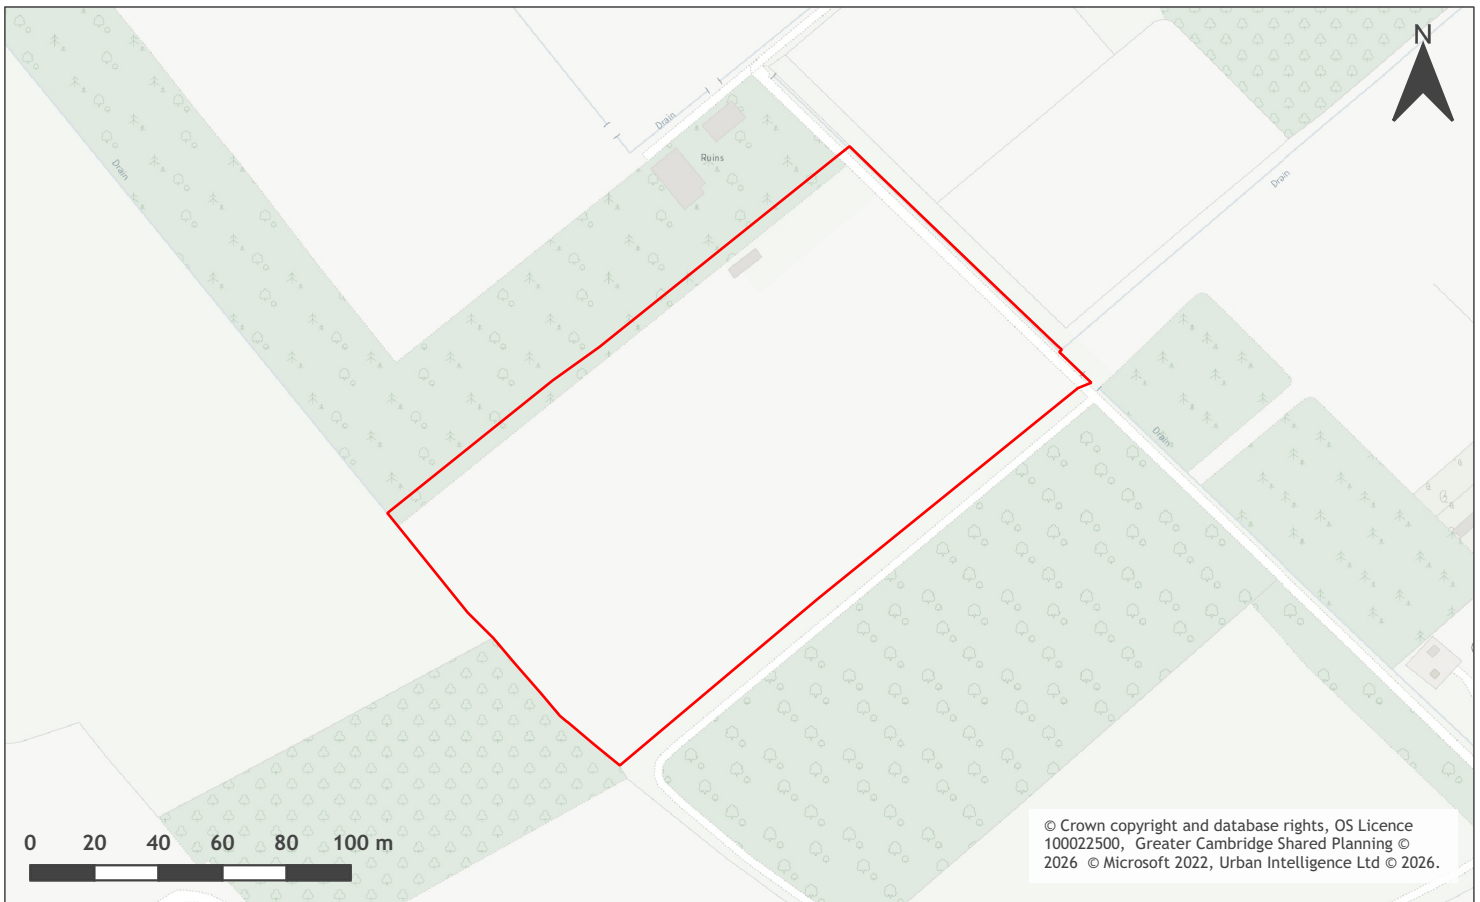 N
Drain
Ruins
Drain
Drain
Drain
0 20 40 60 80 100 m
© Crown copyright and database rights, OS Licence
100022500, Greater Cambridge Shared Planning ©
2026 © Microsoft 2022, Urban Intelligence Ltd © 2026.